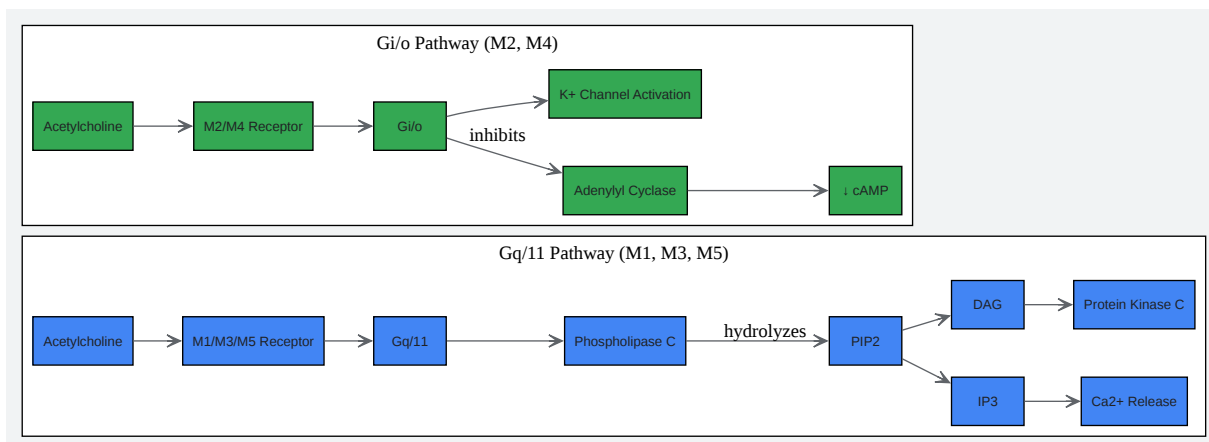 Gi/o Pathway (M2, M4)
K+ Channel Activation
Acetylcholine
M2/M4 Receptor
Gi/o
inhibits
Adenylyl Cyclase
↓ cAMP
Gq/11 Pathway (M1, M3, M5)
DAG
Protein Kinase C
Acetylcholine
M1/M3/M5 Receptor
Gq/11
Phospholipase C
hydrolyzes
PIP2
IP3
Ca2+ Release